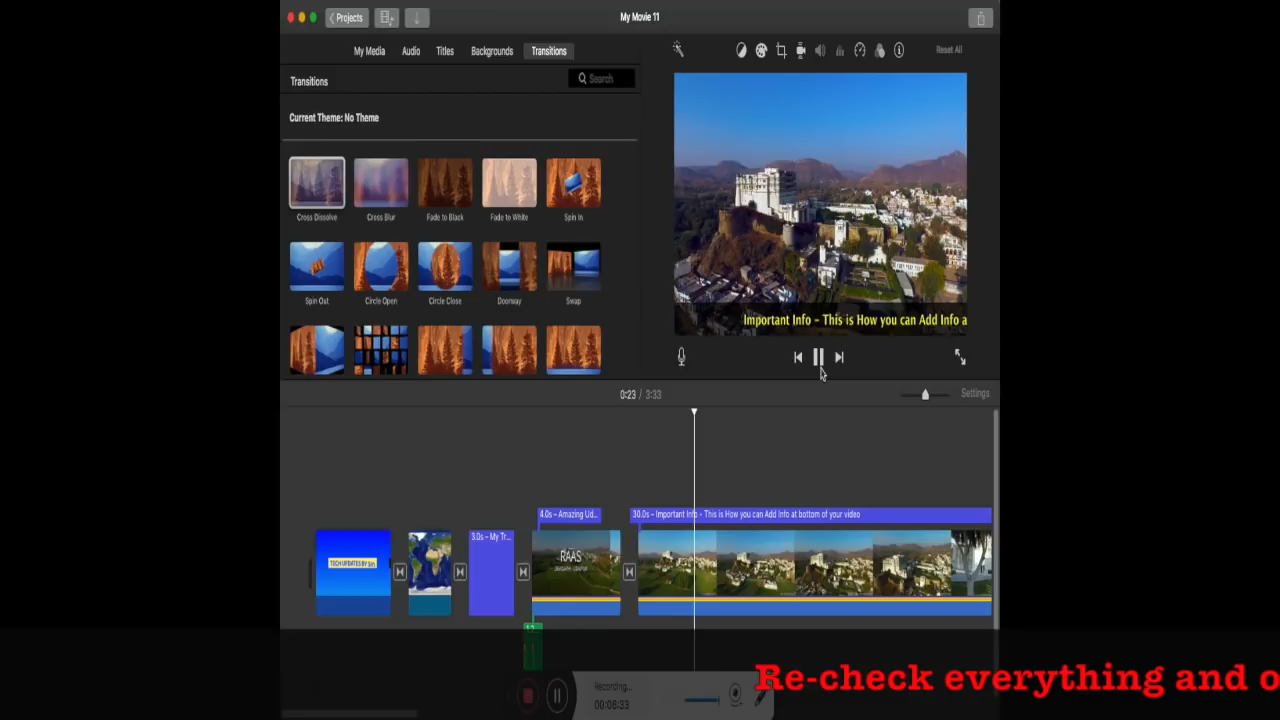 Projects
My Movie 11
My Media Audio Titles Backgrounds Transitions
Reset All
Transitions
Search
Current Theme: No Theme
Cross Dissolve Cross Blur Fade to Black Fade to White Spin In
Spin Out Circle Open Circle Close Doorway Swap
Important Info - This is How you can Add Info a
0:23 / 3:33
Settings
4.0s – Amazing Ud...
30.0s – Important Info - This is How you can Add Info at bottom of your video
3.0s – My Tr...
RAAS
Recording...
00:06:33
Re-check everything and o